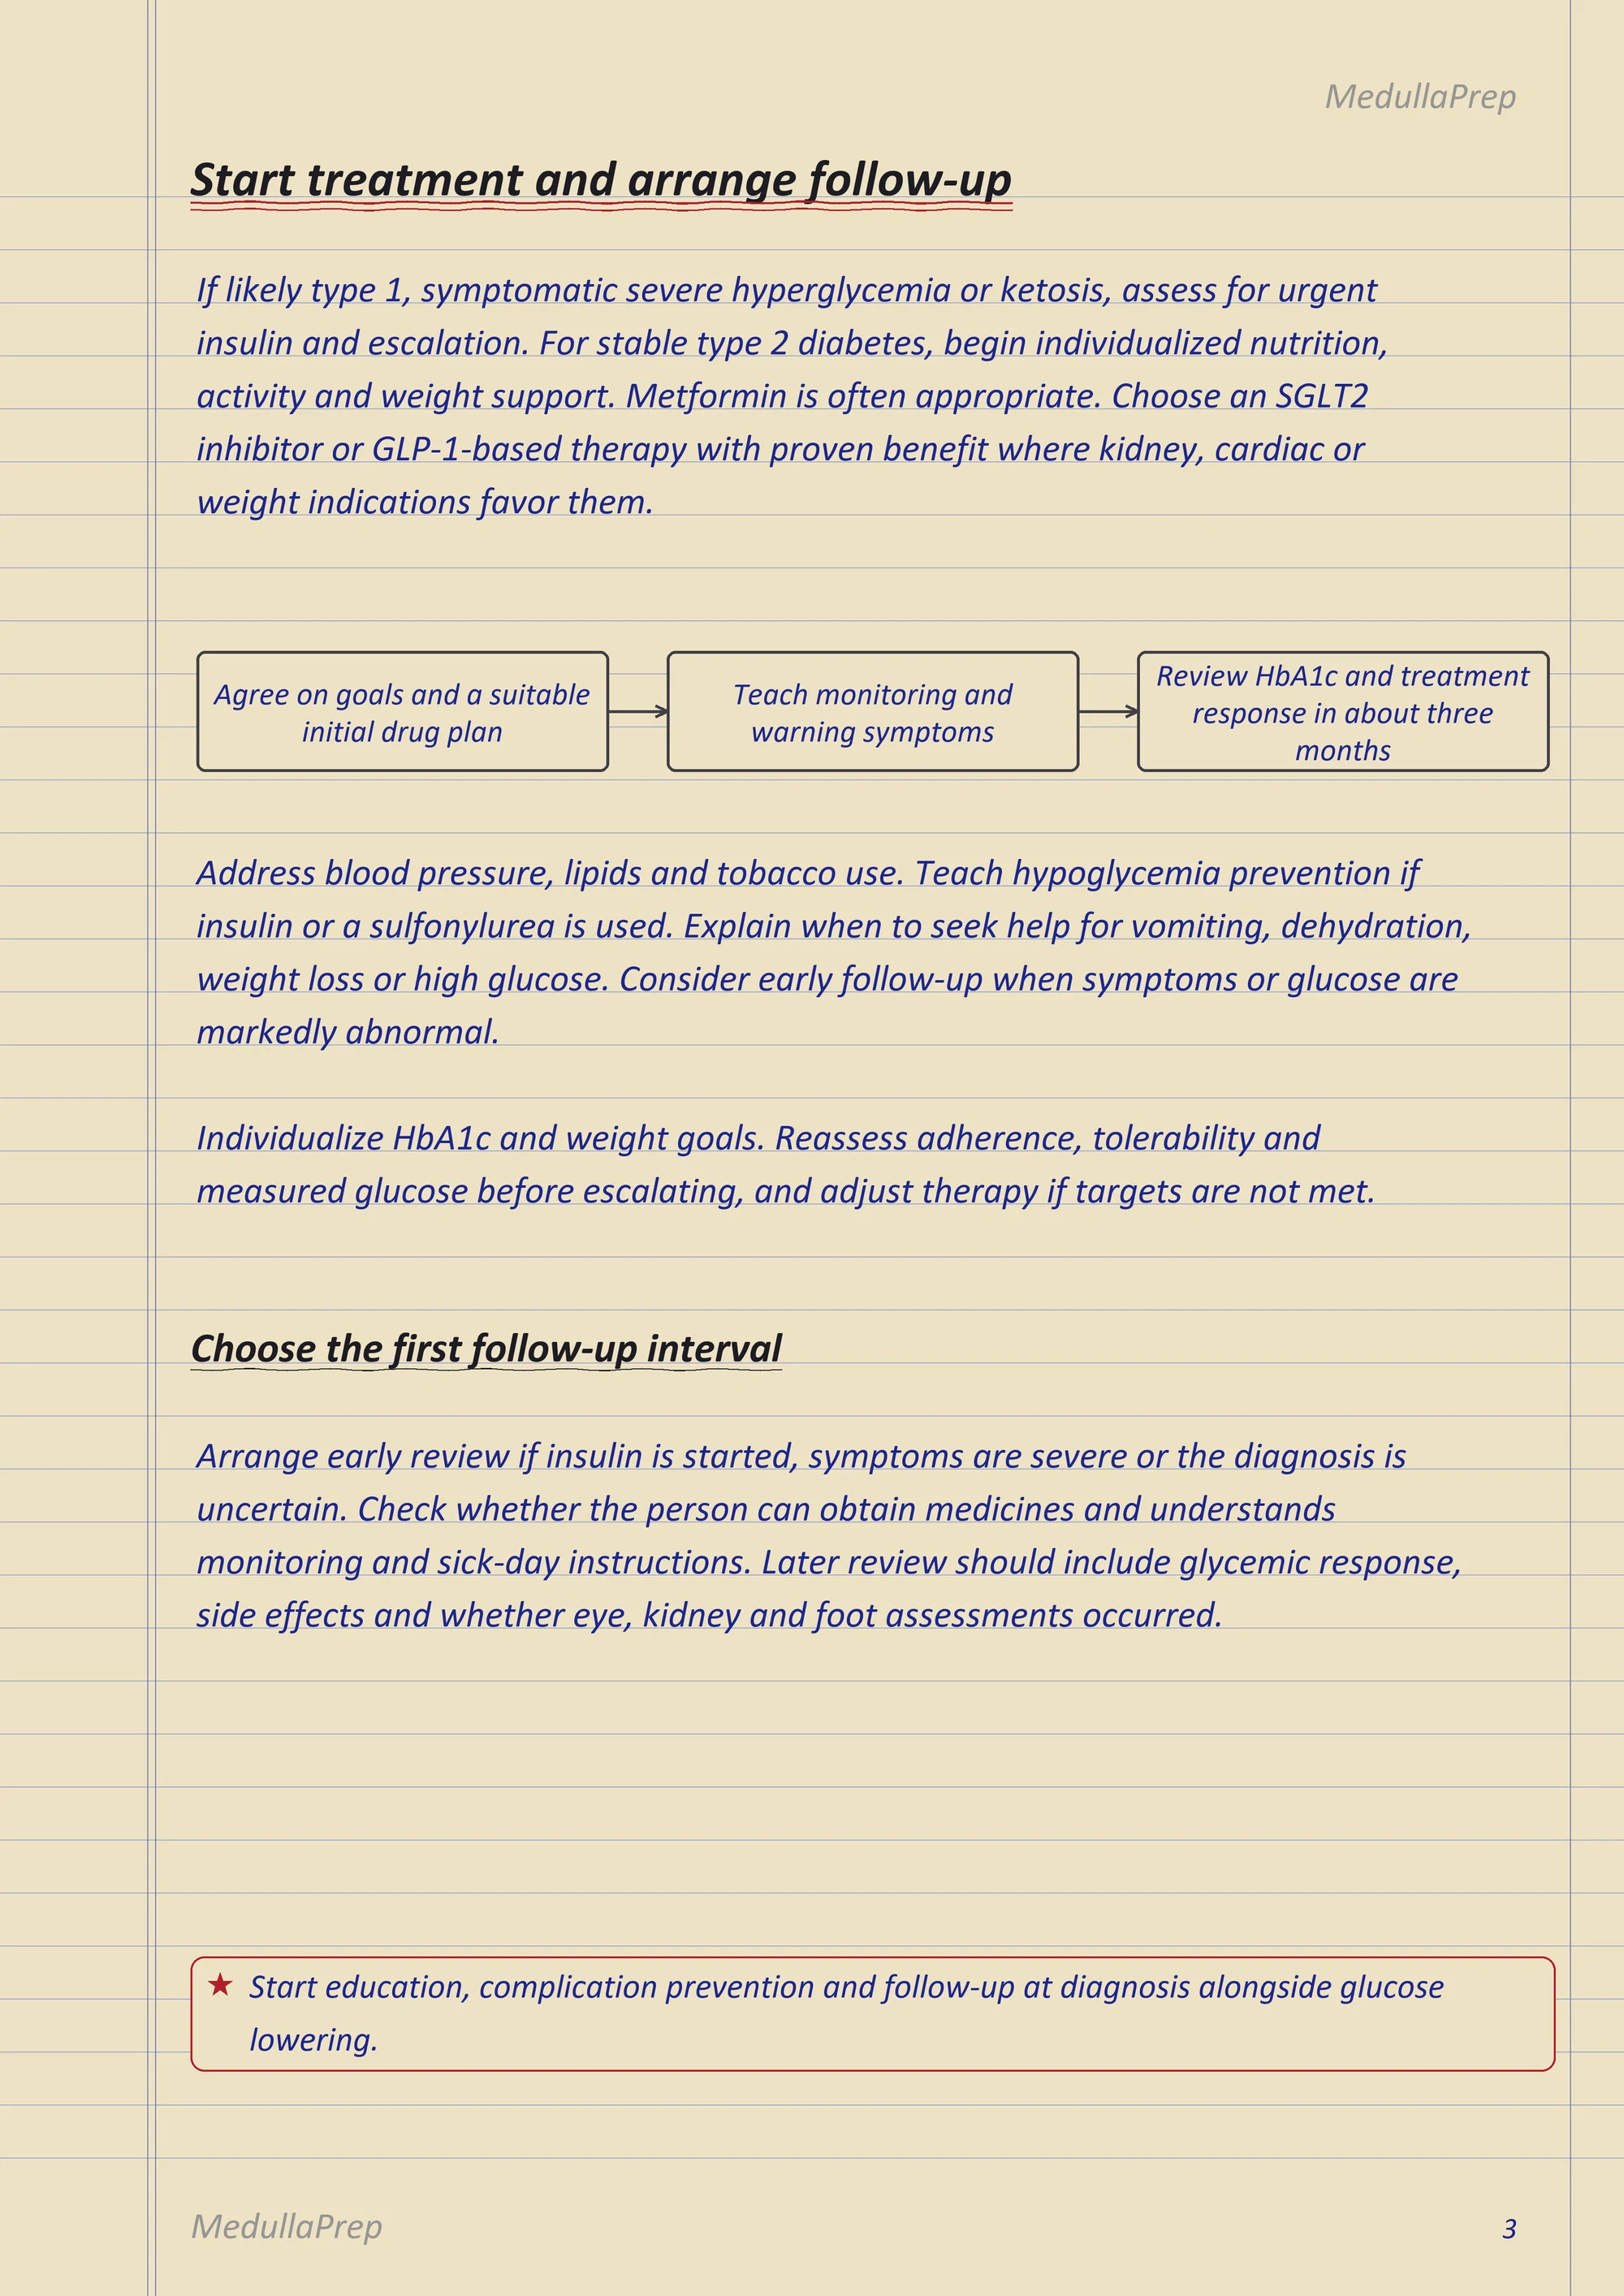 MedullaPrep
Start treatment and arrange follow-up
If likely type 1, symptomatic severe hyperglycemia or ketosis, assess for urgent
insulin and escalation. For stable type 2 diabetes, begin individualized nutrition,
activity and weight support. Metformin is often appropriate. Choose an SGLT2
inhibitor or GLP-1-based therapy with proven benefit where kidney, cardiac or
weight indications favor them.
Agree on goals and a suitable
initial drug plan
Teach monitoring and
warning symptoms
Review HbA1c and treatment
response in about three
months
Address blood pressure, lipids and tobacco use. Teach hypoglycemia prevention if
insulin or a sulfonylurea is used. Explain when to seek help for vomiting, dehydration,
weight loss or high glucose. Consider early follow-up when symptoms or glucose are
markedly abnormal.
Individualize HbA1c and weight goals. Reassess adherence, tolerability and
measured glucose before escalating, and adjust therapy if targets are not met.
Choose the first follow-up interval
Arrange early review if insulin is started, symptoms are severe or the diagnosis is
uncertain. Check whether the person can obtain medicines and understands
monitoring and sick-day instructions. Later review should include glycemic response,
side effects and whether eye, kidney and foot assessments occurred.
★ Start education, complication prevention and follow-up at diagnosis alongside glucose
lowering.
MedullaPrep
3